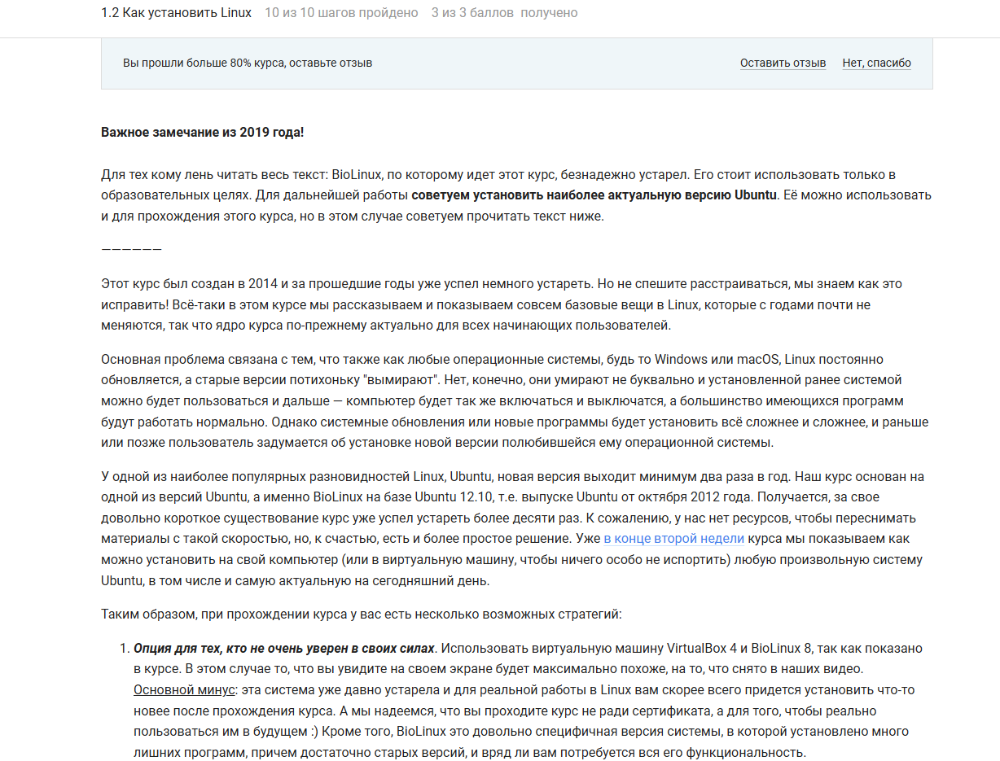 1.2 Как установить Linux 10 из 10 шагов пройдено 3 из 3 баллов получено
Вы прошли больше 80% курса, оставьте отзыв Оставить отзыв Нет, спасибо
Важное замечание из 2019 года!
Для тех кому лень читать весь текст: BioLinux, по которому идет этот курс, безнадежно устарел. Его стоит использовать только в
образовательных целях. Для дальнейшей работы советуем установить наиболее актуальную версию Ubuntu. Её можно использовать
и для прохождения этого курса, но в этом случае советуем прочитать текст ниже.
——————
Этот курс был создан в 2014 и за прошедшие годы уже успел немного устареть. Но не спешите расстраиваться, мы знаем как это
исправить! Всё-таки в этом курсе мы рассказываем и показываем совсем базовые вещи в Linux, которые с годами почти не
меняются, так что ядро курса по-прежнему актуально для всех начинающих пользователей.
Основная проблема связана с тем, что также как любые операционные системы, будь то Windows или macOS, Linux постоянно
обновляется, а старые версии потихоньку "вымирают". Нет, конечно, они умирают не буквально и установленной ранее системой
можно будет пользоваться и дальше — компьютер будет так же включаться и выключатся, а большинство имеющихся программ
будут работать нормально. Однако системные обновления или новые программы будет установить всё сложнее и сложнее, и раньше
или позже пользователь задумается об установке новой версии полюбившейся ему операционной системы.
У одной из наиболее популярных разновидностей Linux, Ubuntu, новая версия выходит минимум два раза в год. Наш курс основан на
одной из версий Ubuntu, а именно BioLinux на базе Ubuntu 12.10, т.е. выпуске Ubuntu от октября 2012 года. Получается, за свое
довольно короткое существование курс уже успел устареть более десяти раз. К сожалению, у нас нет ресурсов, чтобы переснимать
материалы с такой скоростью, но, к счастью, есть и более простое решение. Уже в конце второй недели курса мы показываем как
можно установить на свой компьютер (или в виртуальную машину, чтобы ничего особо не испортить) любую произвольную систему
Ubuntu, в том числе и самую актуальную на сегодняшний день.
Таким образом, при прохождении курса у вас есть несколько возможных стратегий:
1. Опция для тех, кто не очень уверен в своих силах. Использовать виртуальную машину VirtualBox 4 и BioLinux 8, так как показано
в курсе. В этом случае то, что вы увидите на своем экране будет максимально похоже, на то, что снято в наших видео.
Основной минус: эта система уже давно устарела и для реальной работы в Linux вам скорее всего придется установить что-то
новее после прохождения курса. А мы надеемся, что вы проходите курс не ради сертификата, а для того, чтобы реально
пользоваться им в будущем :) Кроме того, BioLinux это довольно специфичная версия системы, в которой установлено много
лишних программ, причем достаточно старых версий, и вряд ли вам потребуется вся его функциональность.